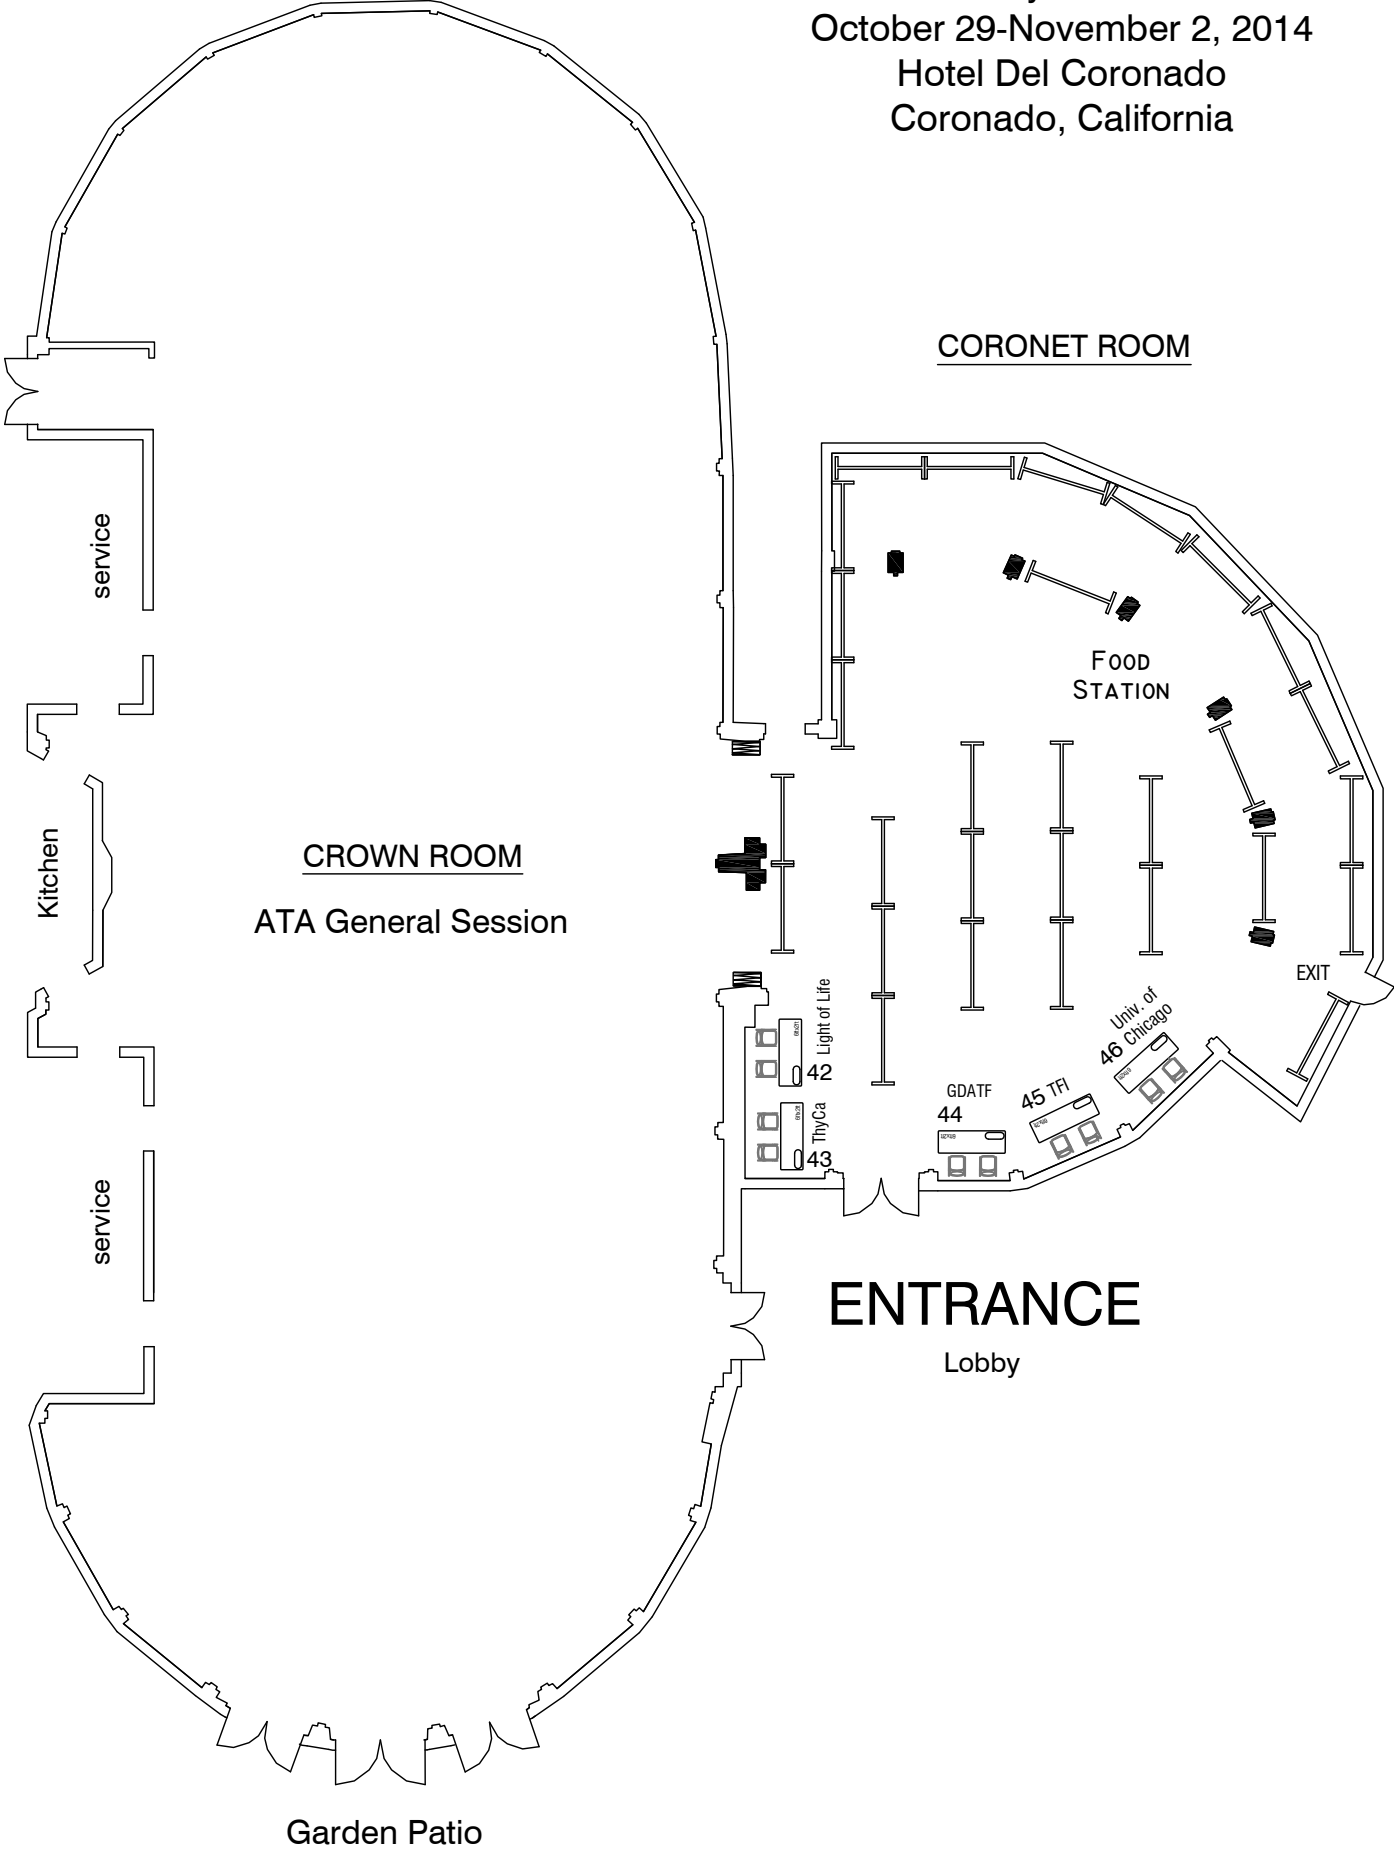 October 29-November 2, 2014
Hotel Del Coronado
Coronado, California
CORONET ROOM
service
FOOD
STATION
Kitchen
CROWN ROOM
ATA General Session
EXIT
Light of Life
42
ThyCa
43
GDATF
44
45 TFI
Univ. of
46 Chicago
service
ENTRANCE
Lobby
Garden Patio